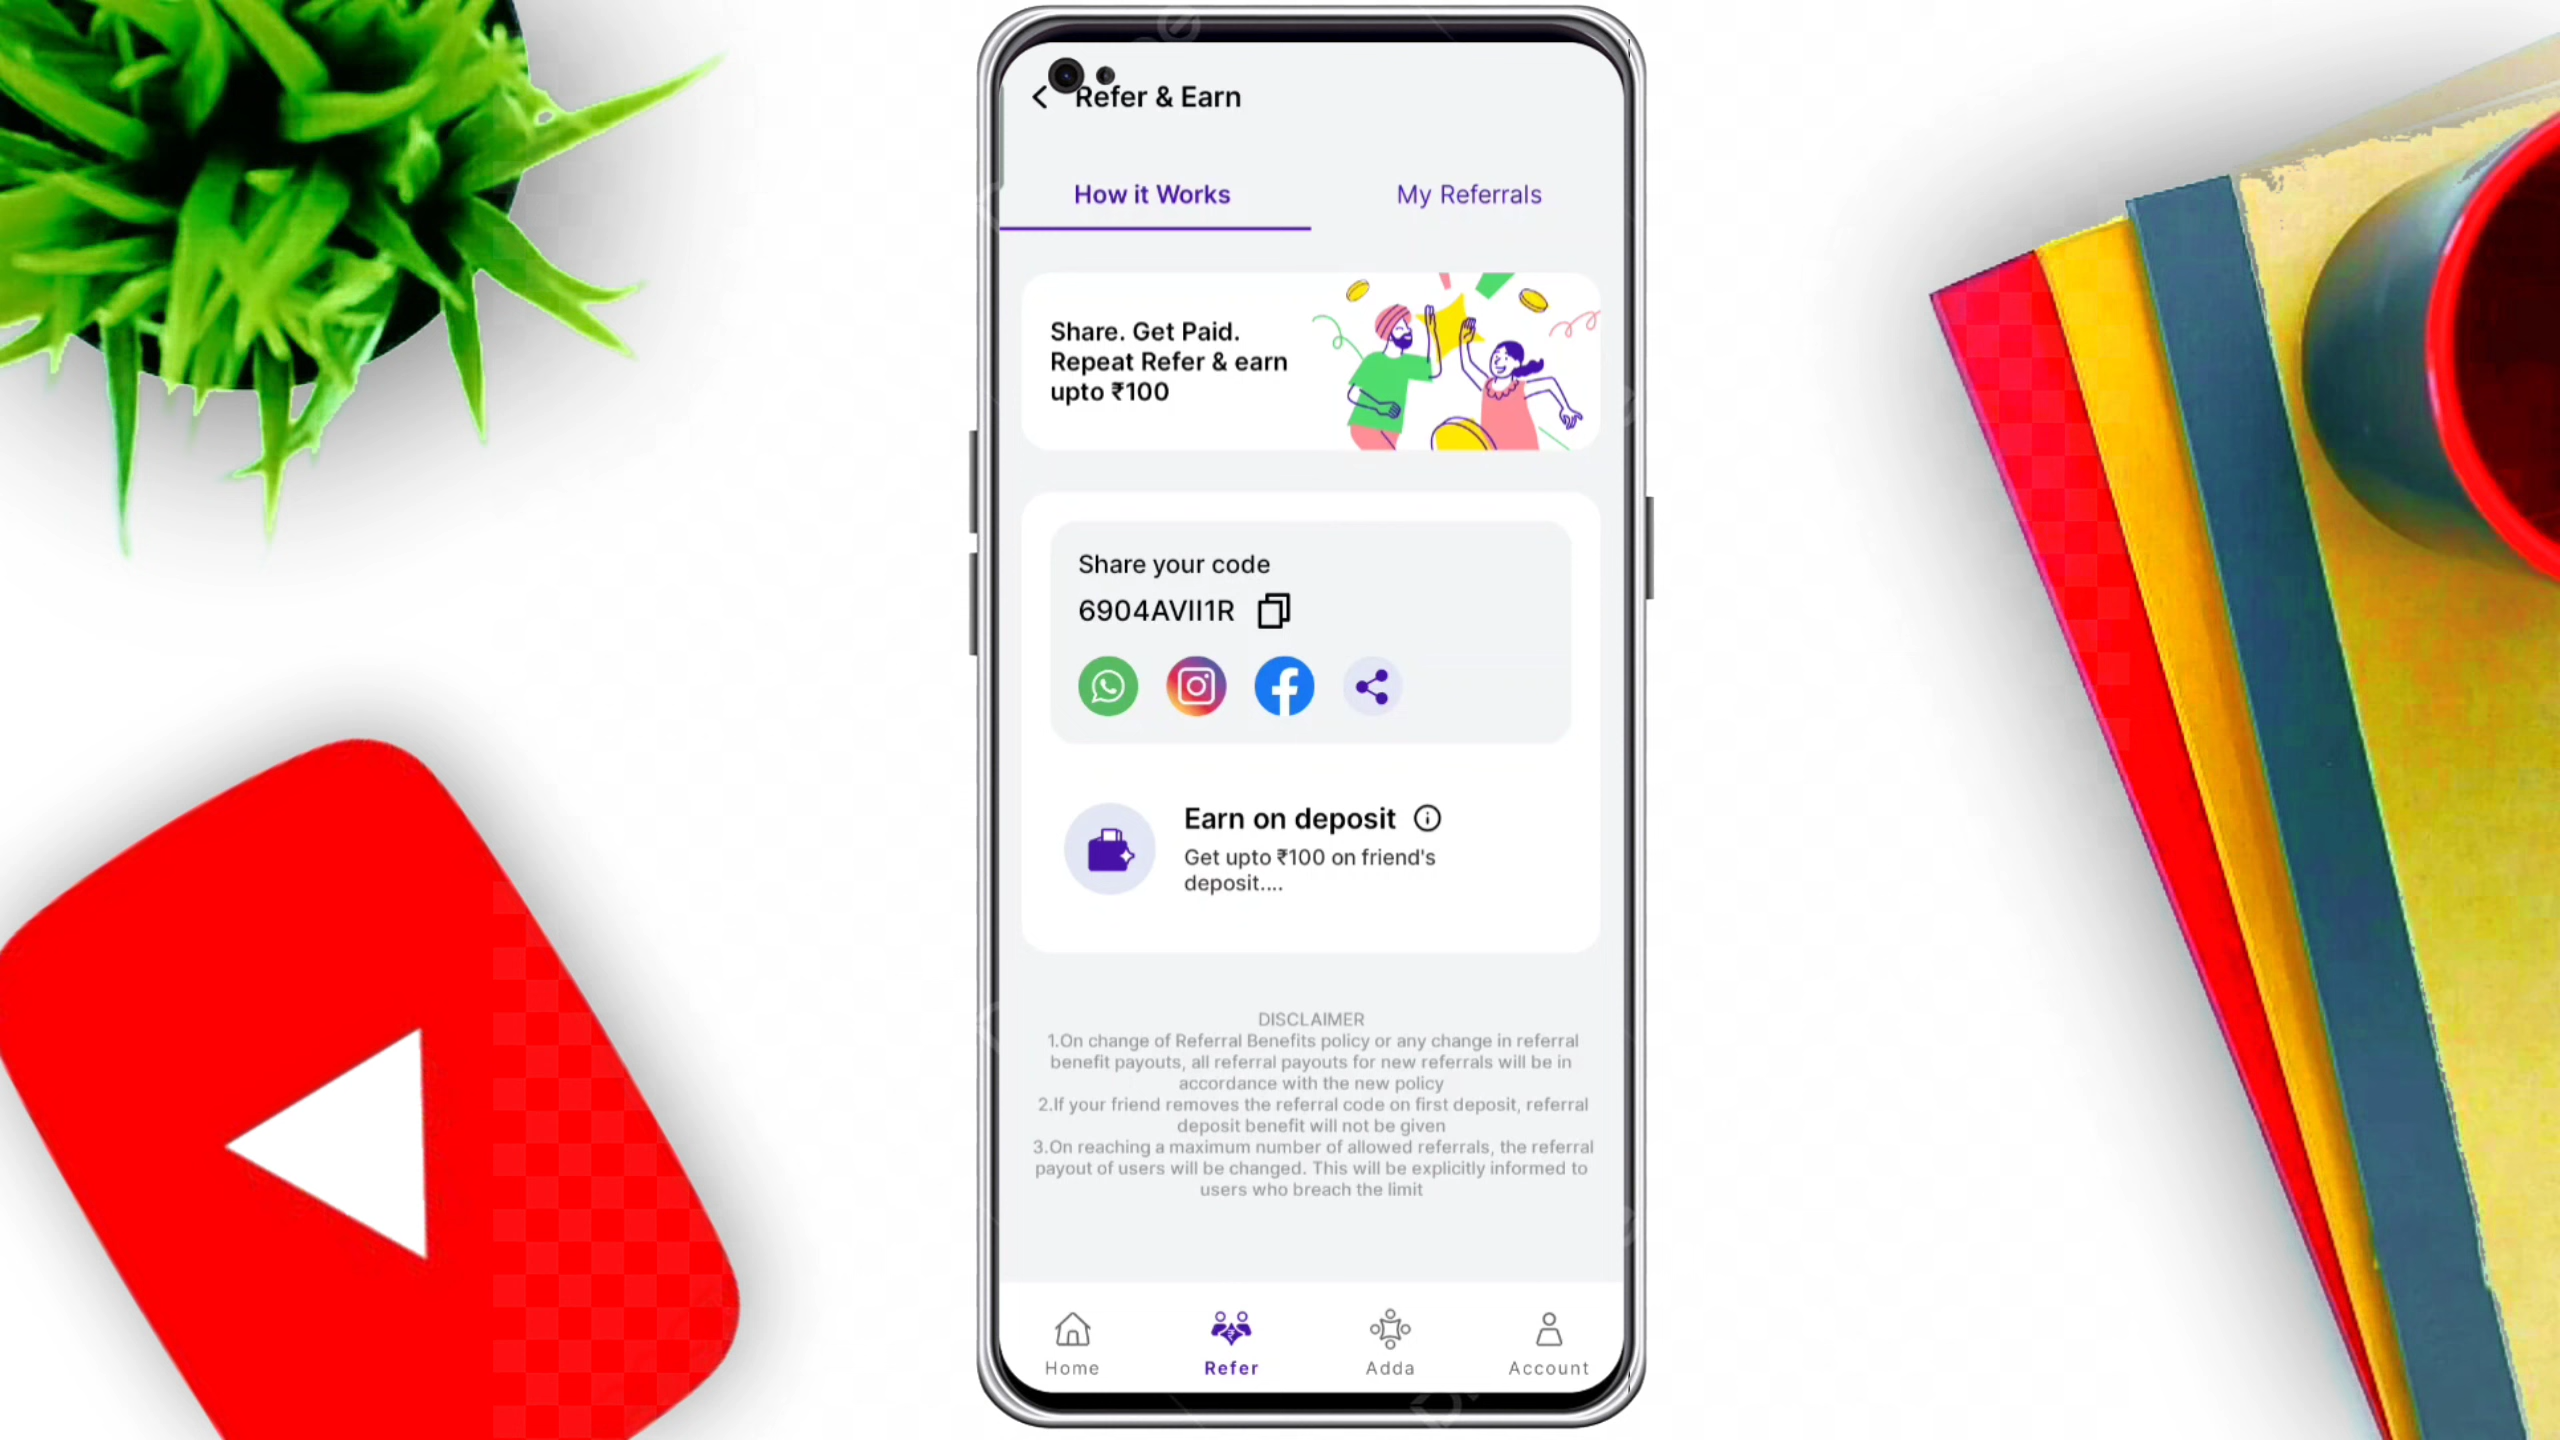 Refer & Earn
How it Works
My Referrals
Share. Get Paid.
Repeat Refer & earn
upto ₹100
Share your code
6904AVII1R
Earn on deposit
Get upto ₹100 on friend's
deposit....
DISCLAIMER
1.On change of Referral Benefits policy or any change in referral
benefit payouts, all referral payouts for new referrals will be in
accordance with the new policy
2.If your friend removes the referral code on first deposit, referral
deposit benefit will not be given
3.On reaching a maximum number of allowed referrals, the referral
payout of users will be changed. This will be explicitly informed to
users who breach the limit
Home
Refer
Adda
Account